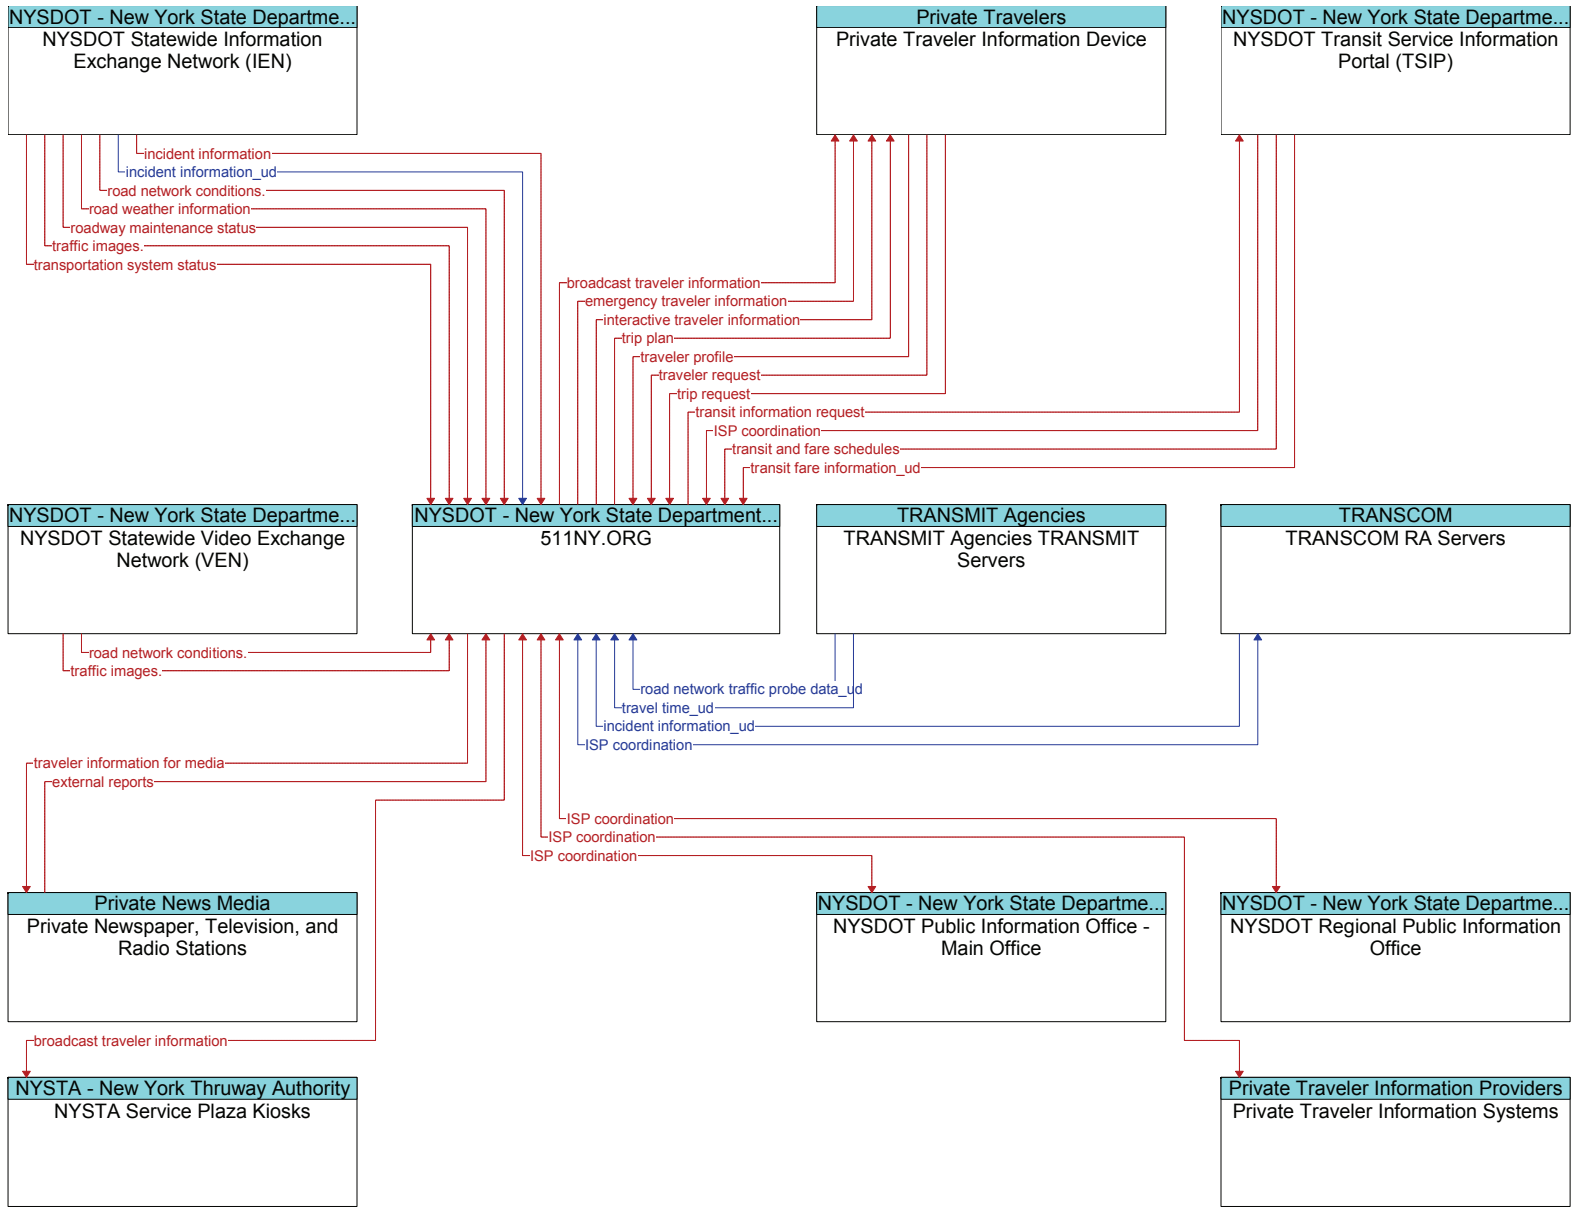 NYSDOT - New York State Departme...
NYSDOT Statewide Information
Exchange Network (IEN)
Private Travelers
Private Traveler Information Device
NYSDOT - New York State Departme...
NYSDOT Transit Service Information
Portal (TSIP)
incident information
incident information_ud
road network conditions.
road weather information
roadway maintenance status
traffic images.
transportation system status
broadcast traveler information
emergency traveler information
interactive traveler information
trip plan
traveler profile
traveler request
trip request
transit information request
ISP coordination
transit and fare schedules
transit fare information_ud
NYSDOT - New York State Departme...
NYSDOT Statewide Video Exchange
Network (VEN)
NYSDOT - New York State Department...
511NY.ORG
TRANSMIT Agencies
TRANSMIT Agencies TRANSMIT
Servers
TRANSCOM
TRANSCOM RA Servers
road network conditions.
traffic images.
road network traffic probe data_ud
travel time_ud
incident information_ud
ISP coordination
traveler information for media
external reports
ISP coordination
ISP coordination
ISP coordination
Private News Media
Private Newspaper, Television, and
Radio Stations
NYSDOT - New York State Departme...
NYSDOT Public Information Office -
Main Office
NYSDOT - New York State Departme...
NYSDOT Regional Public Information
Office
broadcast traveler information
NYSTA - New York Thruway Authority
NYSTA Service Plaza Kiosks
Private Traveler Information Providers
Private Traveler Information Systems